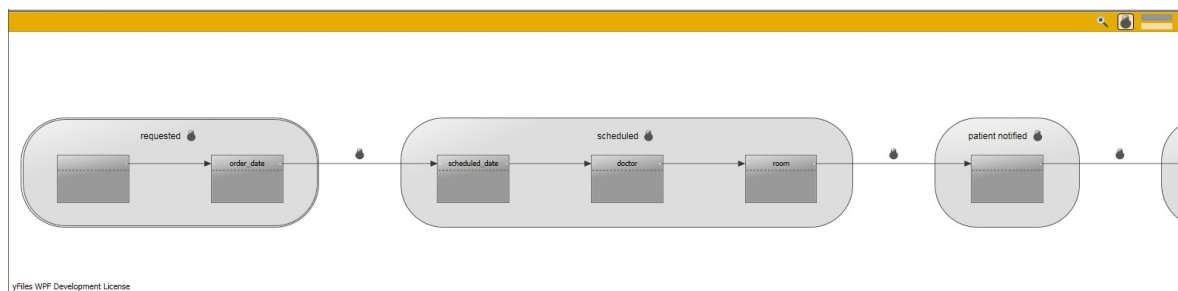 requested
scheduled
patient notified
order_date
scheduled_date
doctor
room
yFiles WPF Development License